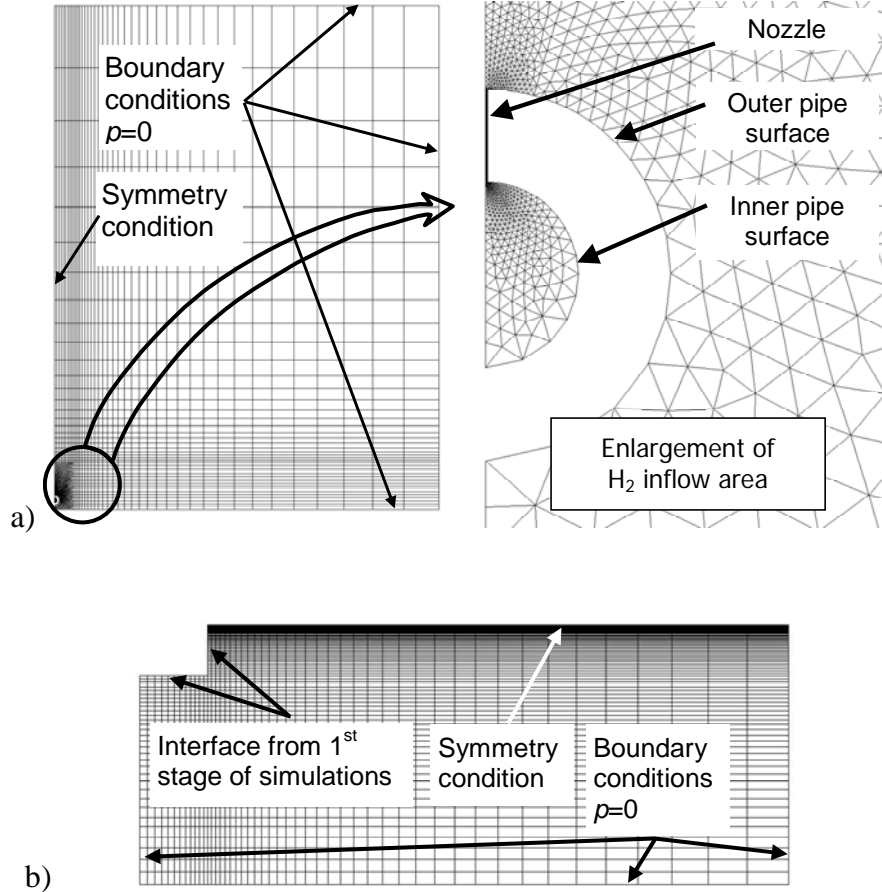 Boundary
conditions
p=0
Symmetry
condition
Nozzle
Outer pipe
surface
Inner pipe
surface
Enlargement of
H₂ inflow area
a)
Interface from 1st
stage of simulations
Symmetry
condition
Boundary
conditions
p=0
b)